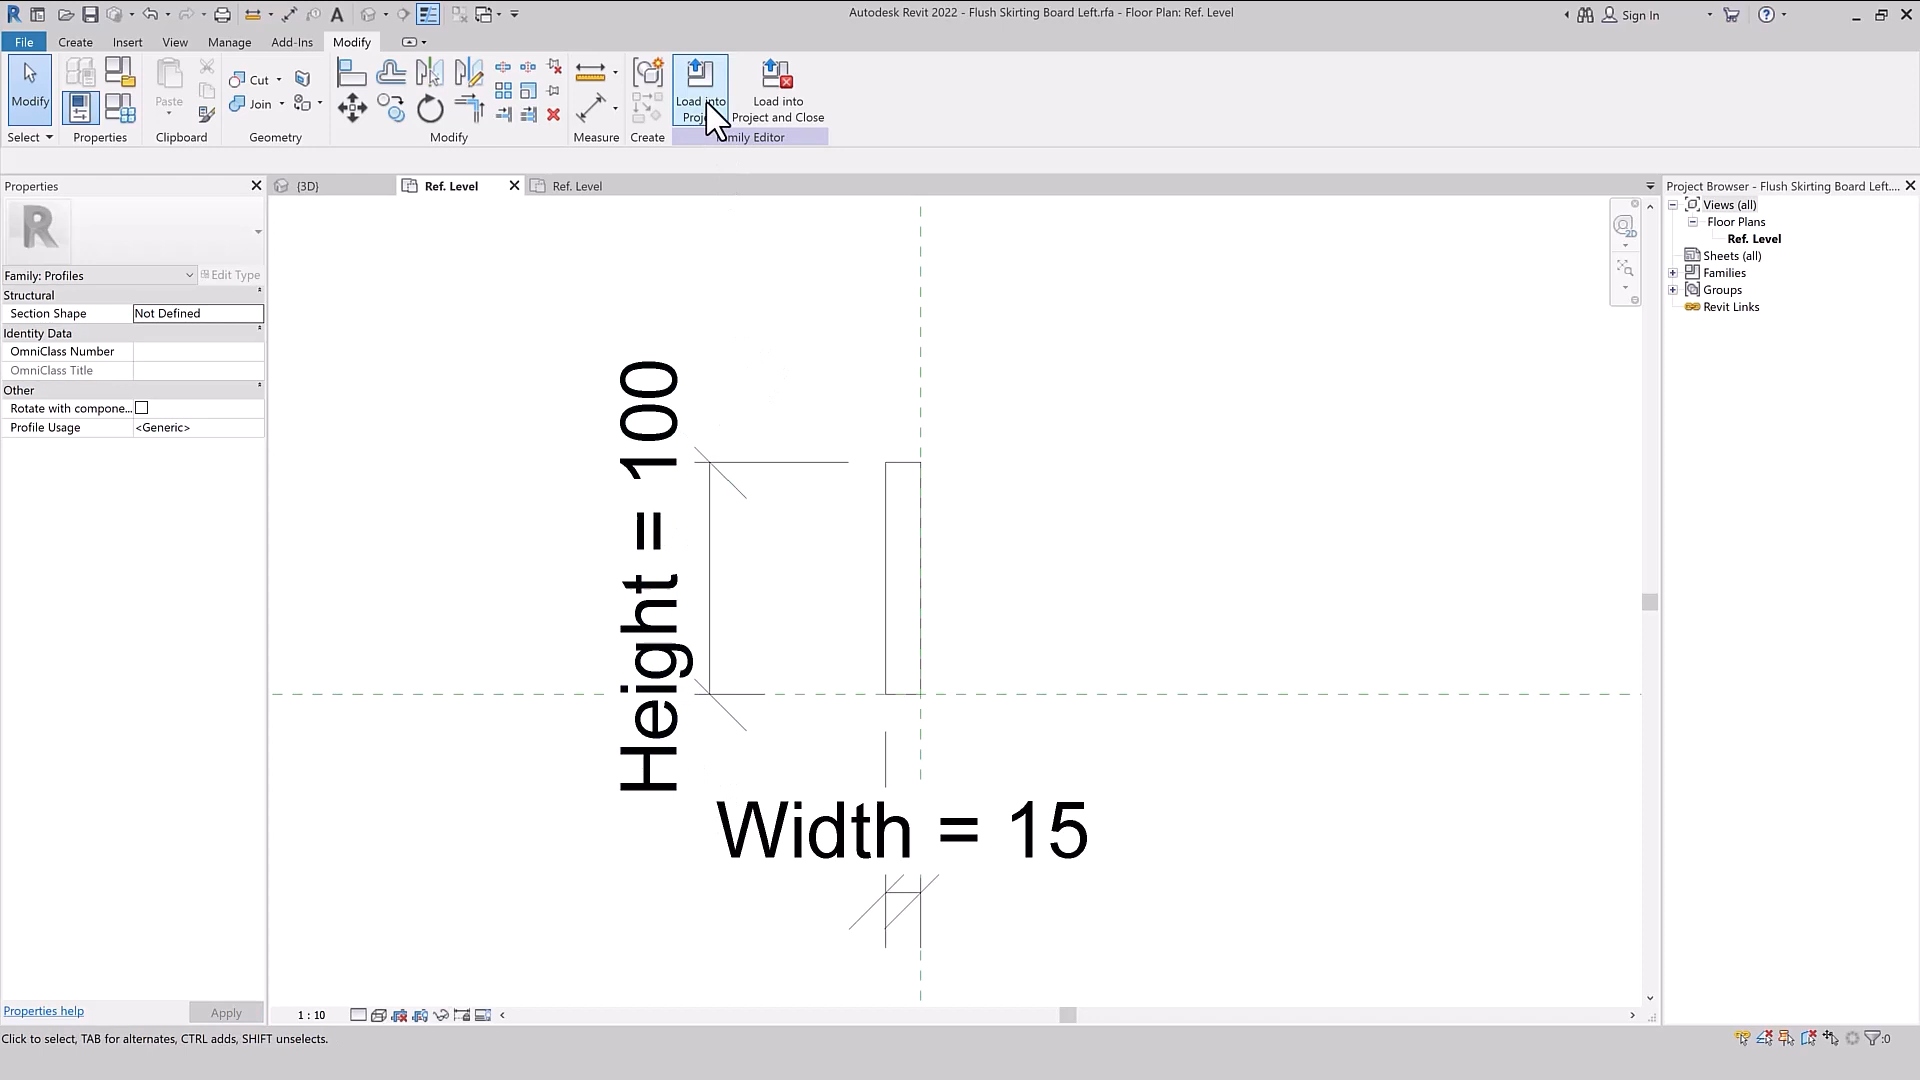 Autodesk Revit 2022 - Flush Skirting Board Left.rfa - Floor Plan: Ref. Level
Sign In
File
Create
Insert
View
Manage
Add-Ins
Modify
Modify
Paste
Cut
Join
Load into
Load into
Project and Close
Select
Properties
Clipboard
Geometry
Modify
Measure
Create
Properties
{3D}
Ref. Level
Ref. Level
Project Browser - Flush Skirting Board Left....
Views (all)
Floor Plans
Ref. Level
Sheets (all)
Families
Groups
Revit Links
Family: Profiles
Edit Type
Structural
Section Shape
Not Defined
Identity Data
OmniClass Number
OmniClass Title
Other
Rotate with compone...
Profile Usage
<Generic>
Height = 100
Width = 15
Properties help
Apply
1 : 10
Click to select, TAB for alternates, CTRL adds, SHIFT unselects.
:0